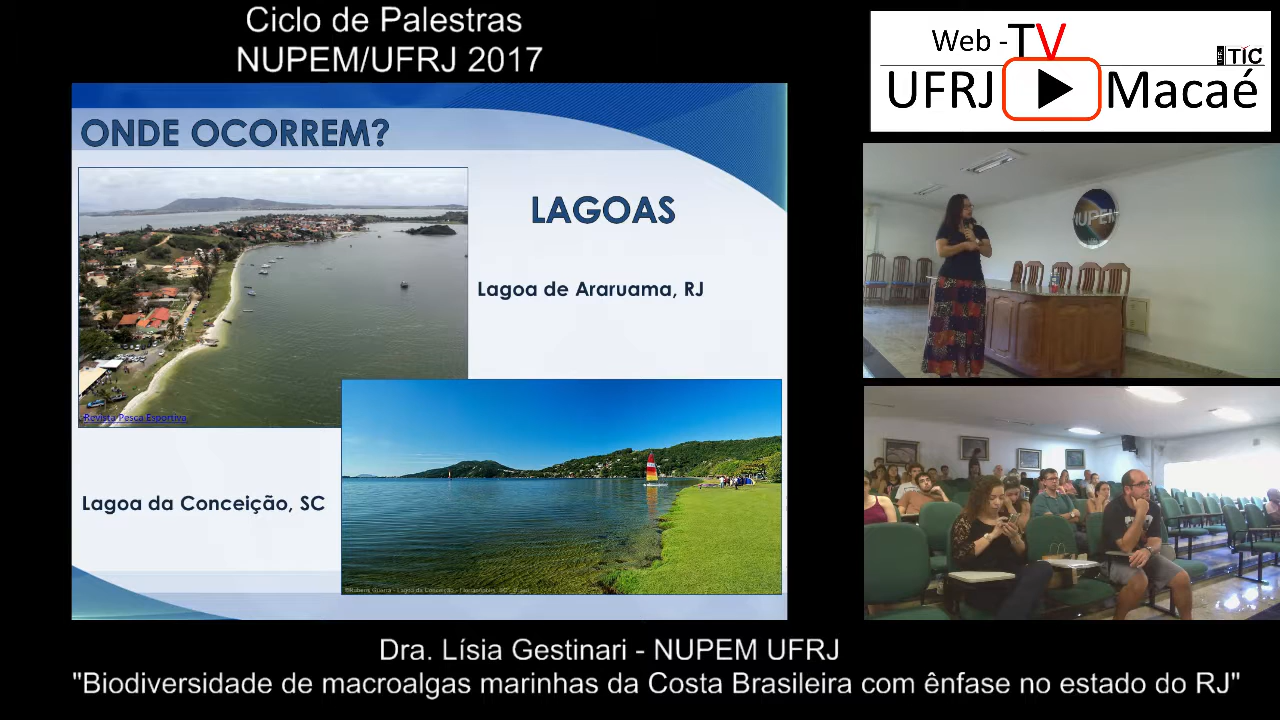 Ciclo de Palestras
NUPEM/UFRJ 2017
Web - TV
TIC
UFRJ Macaé
ONDE OCORREM?
LAGOAS
Lagoa de Araruama, RJ
Revista Pesca Esportiva
Lagoa da Conceição, SC
NUPEM
Dra. Lísia Gestinari - NUPEM UFRJ
"Biodiversidade de macroalgas marinhas da Costa Brasileira com ênfase no estado do RJ"